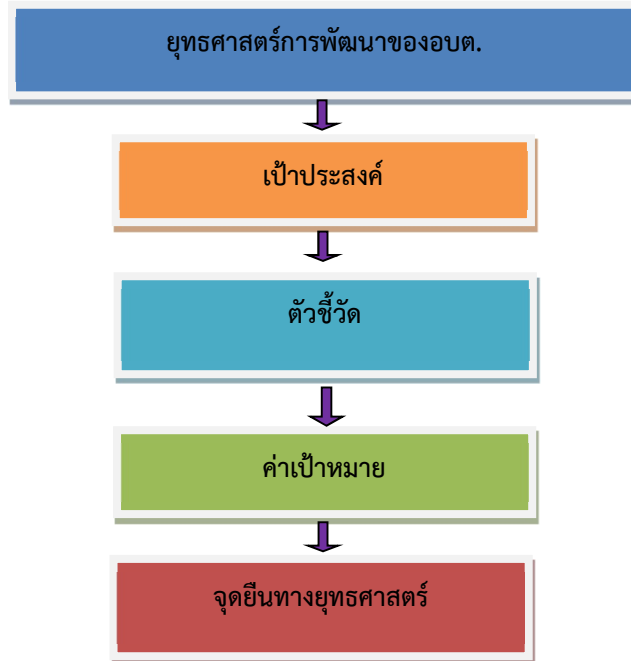 ยุทธศาสตร์การพัฒนาของอบต.
เป้าประสงค์
ตัวชี้วัด
ค่าเป้าหมาย
จุดยืนทางยุทธศาสตร์